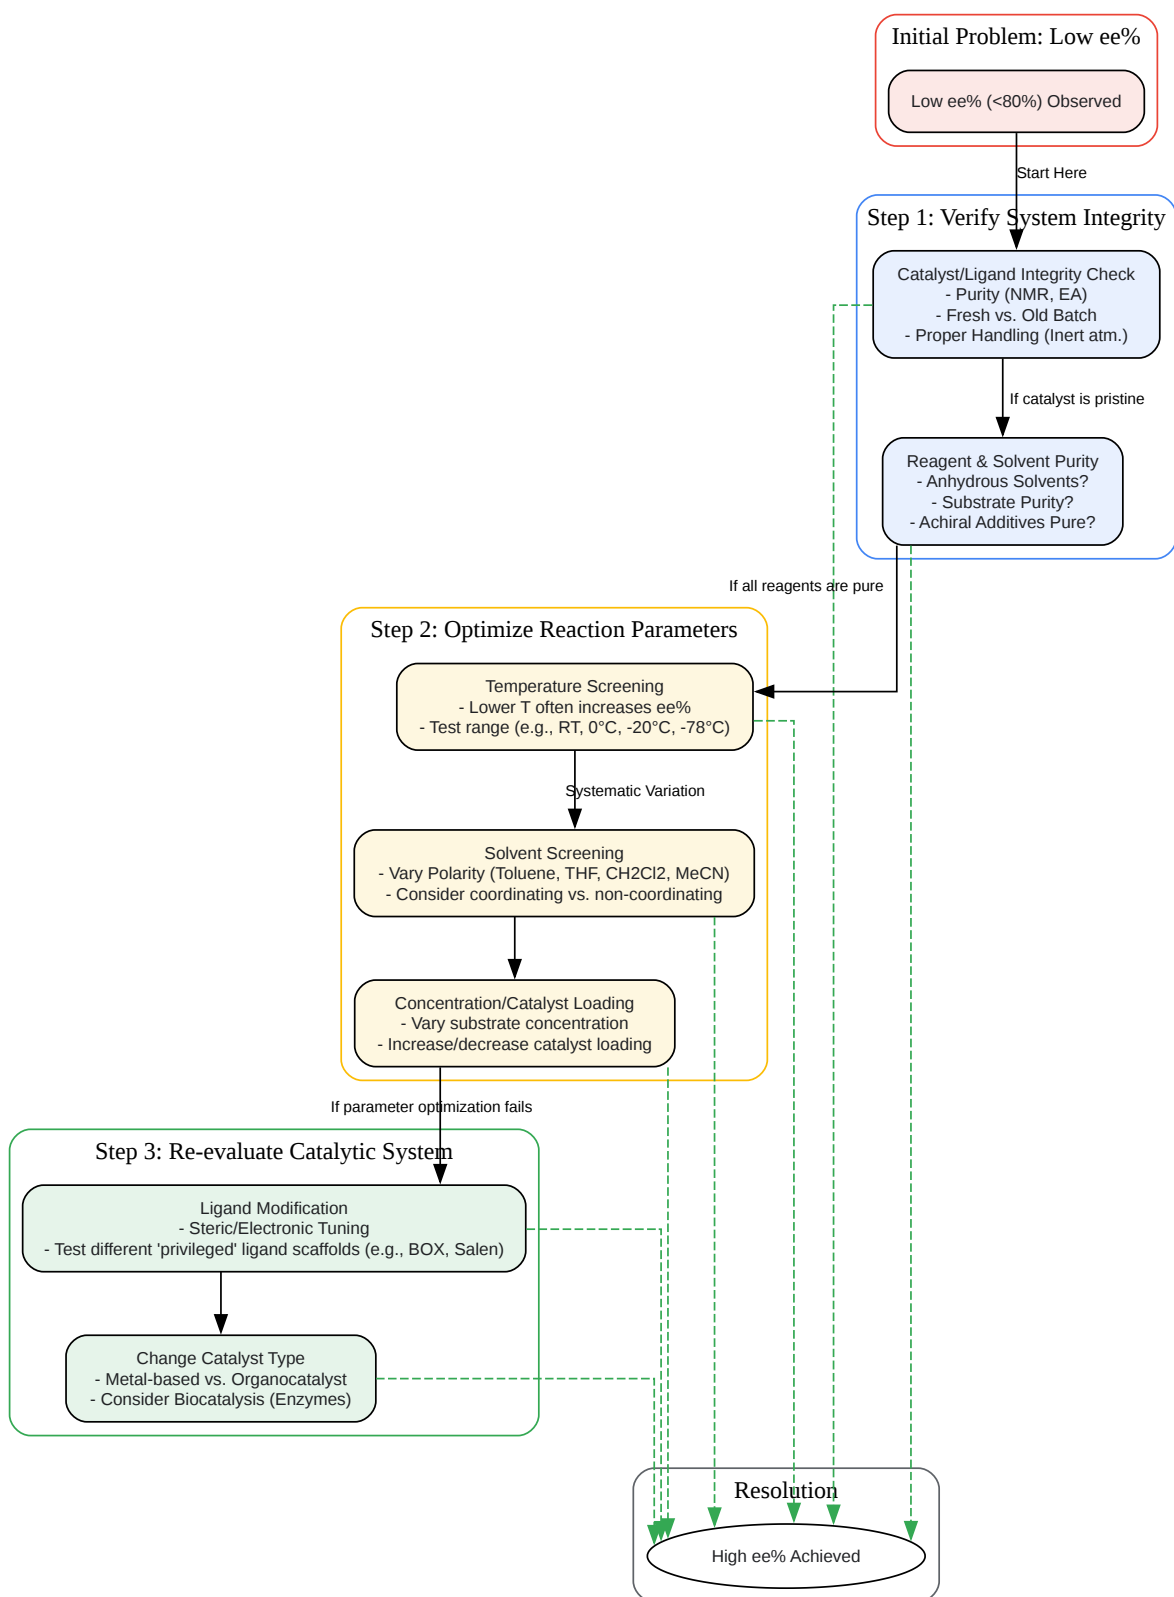 Initial Problem: Low ee%
Low ee% (<80%) Observed
Start Here
Step 1: Verify System Integrity
Catalyst/Ligand Integrity Check
- Purity (NMR, EA)
- Fresh vs. Old Batch
- Proper Handling (Inert atm.)
If catalyst is pristine
Reagent & Solvent Purity
- Anhydrous Solvents?
- Substrate Purity?
- Achiral Additives Pure?
If all reagents are pure
Step 2: Optimize Reaction Parameters
Temperature Screening
- Lower T often increases ee%
- Test range (e.g., RT, 0°C, -20°C, -78°C)
Systematic Variation
Solvent Screening
- Vary Polarity (Toluene, THF, CH2Cl2, MeCN)
- Consider coordinating vs. non-coordinating
Concentration/Catalyst Loading
- Vary substrate concentration
- Increase/decrease catalyst loading
If parameter optimization fails
Step 3: Re-evaluate Catalytic System
Ligand Modification
- Steric/Electronic Tuning
- Test different 'privileged' ligand scaffolds (e.g., BOX, Salen)
Change Catalyst Type
- Metal-based vs. Organocatalyst
- Consider Biocatalysis (Enzymes)
Resolution
High ee% Achieved